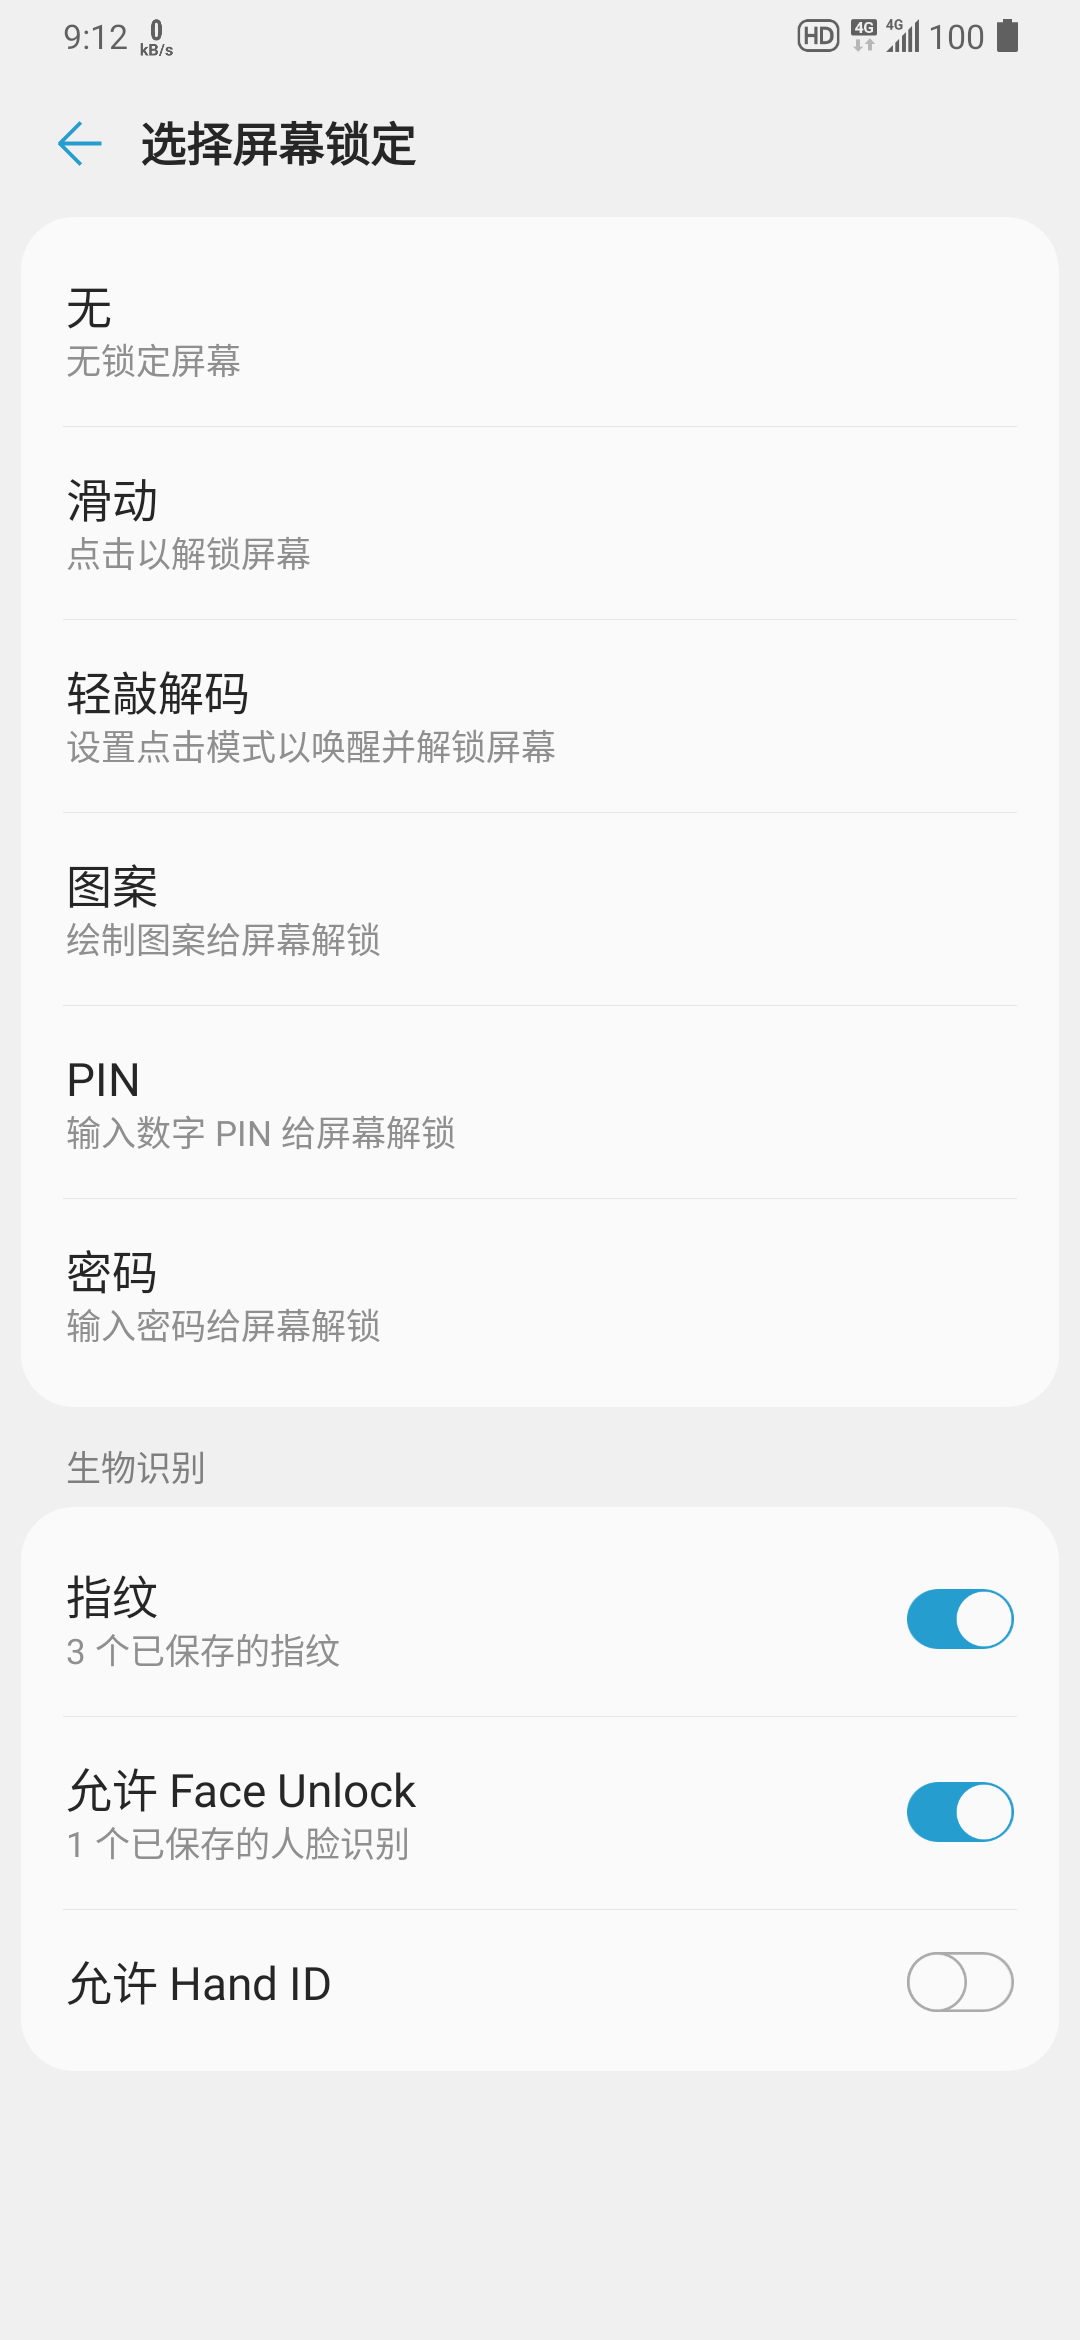 9:12 0 kB/s HD 4G 4G 100
选择屏幕锁定
无
无锁定屏幕
滑动
点击以解锁屏幕
轻敲解码
设置点击模式以唤醒并解锁屏幕
图案
绘制图案给屏幕解锁
PIN
输入数字 PIN 给屏幕解锁
密码
输入密码给屏幕解锁
生物识别
指纹
3 个已保存的指纹
允许 Face Unlock
1 个已保存的人脸识别
允许 Hand ID